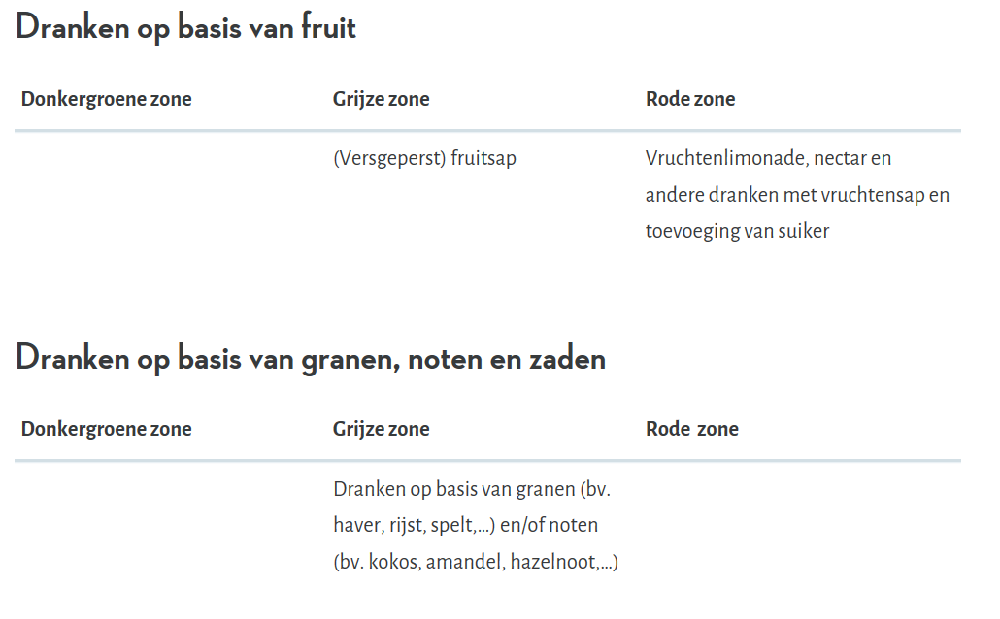 Dranken op basis van fruit
Donkergroene zone Grijze zone Rode zone
(Versgeperst) fruitsap Vruchtenlimonade, nectar en
andere dranken met vruchtensap en
toevoeging van suiker
Dranken op basis van granen, noten en zaden
Donkergroene zone Grijze zone Rode zone
Dranken op basis van granen (bv.
haver, rijst, spelt,...) en/of noten
(bv. kokos, amandel, hazelnoot,...)